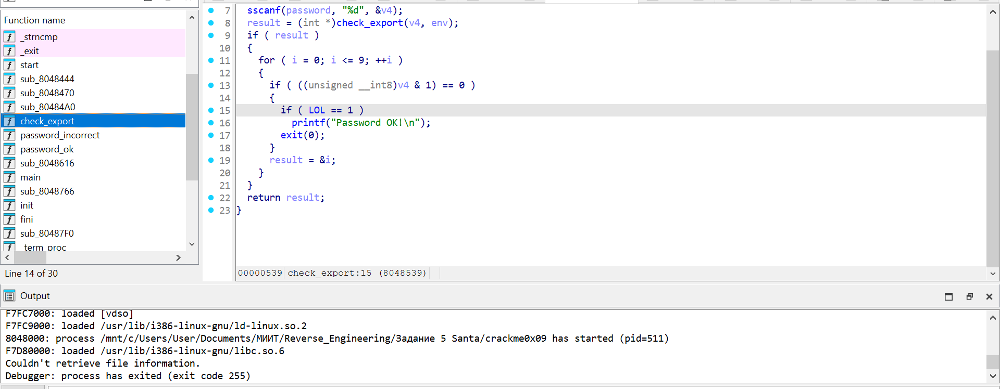 Function name
_strncmp
_exit
start
sub_8048444
sub_8048470
sub_80484A0
check_export
password_incorrect
password_ok
sub_8048616
main
sub_8048766
init
fini
sub_80487F0
_term_proc
Line 14 of 30
7 sscanf(password, "%d", &v4);
8 result = (int *)check_export(v4, env);
9 if ( result )
10 {
11 for ( i = 0; i <= 9; ++i )
12 {
13 if ( ((unsigned __int8)v4 & 1) == 0 )
14 {
15 if ( LOL == 1 )
16 printf("Password OK!\n");
17 exit(0);
18 }
19 result = &i;
20 }
21 }
22 return result;
23 }
00000539 check_export:15 (8048539)
Output
F7FC7000: loaded [vdso]
F7FC9000: loaded /usr/lib/i386-linux-gnu/ld-linux.so.2
8048000: process /mnt/c/Users/User/Documents/МИИТ/Reverse_Engineering/Задание 5 Santa/crackme0x09 has started (pid=511)
F7D80000: loaded /usr/lib/i386-linux-gnu/libc.so.6
Couldn't retrieve file information.
Debugger: process has exited (exit code 255)